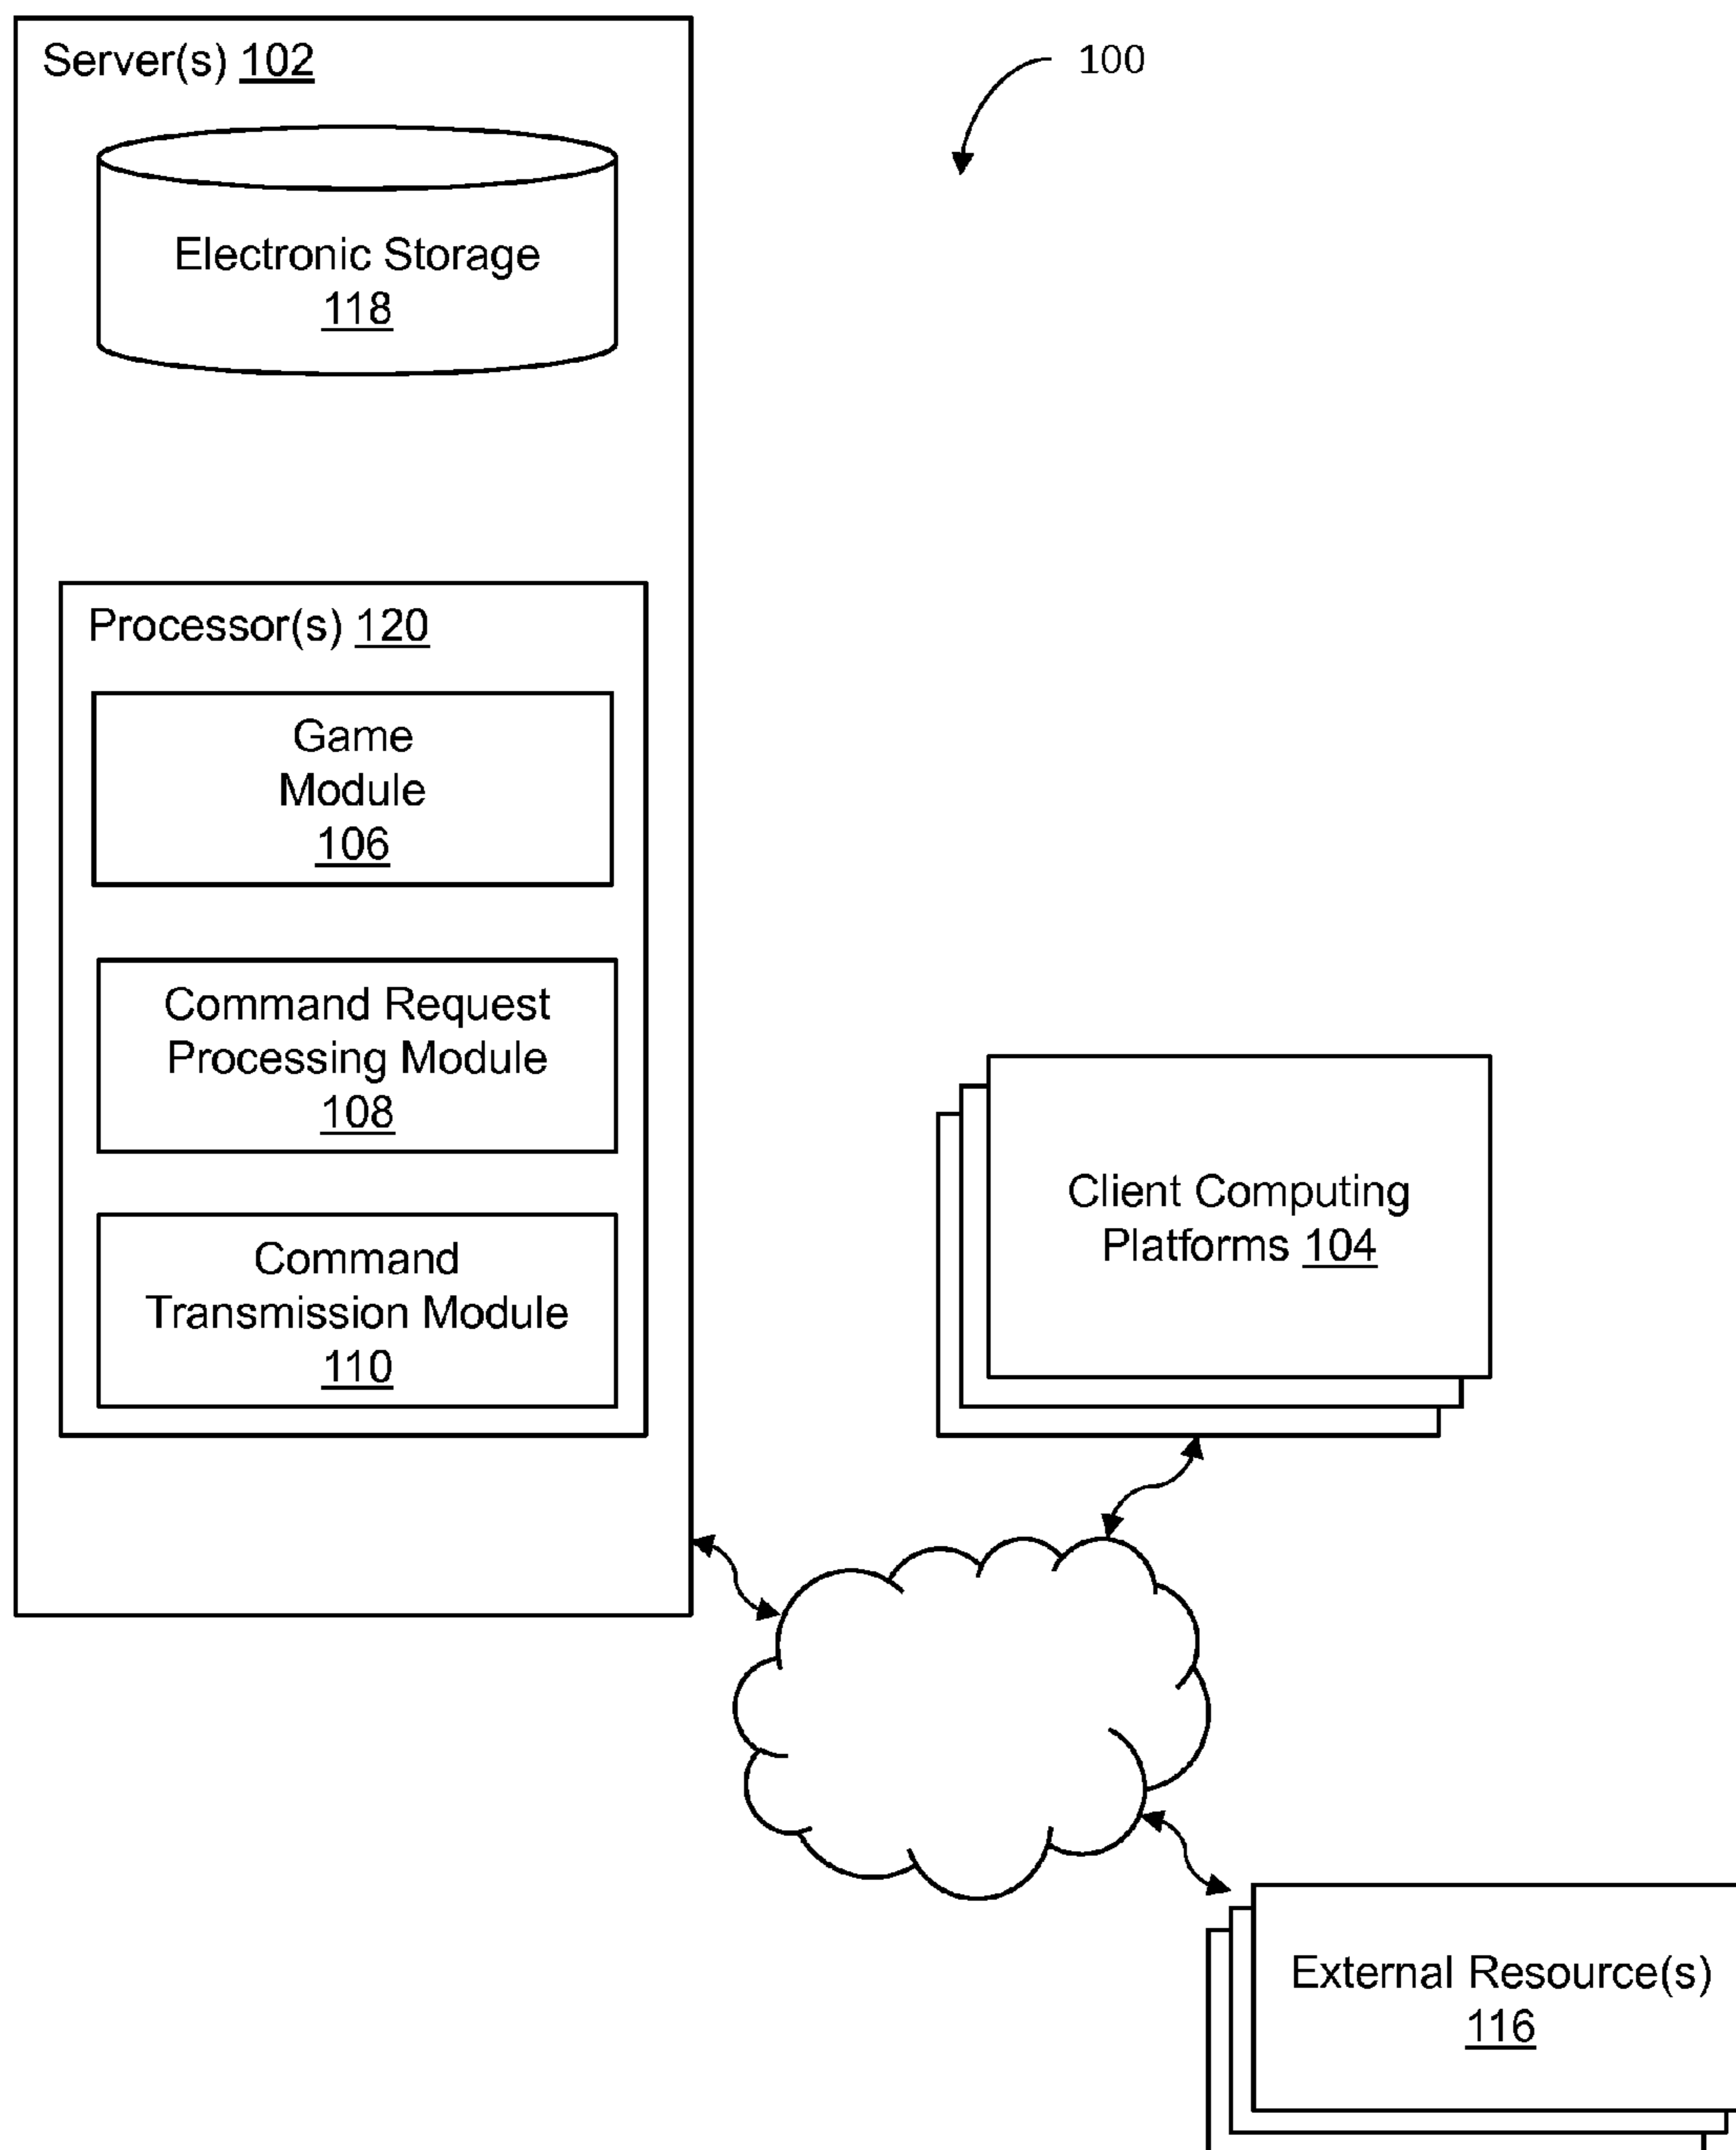 Server(s) 102
100
Electronic Storage
118
Processor(s) 120
Game
Module
106
Command Request
Processing Module
108
Command
Transmission Module
110
Client Computing
Platforms 104
External Resource(s)
116